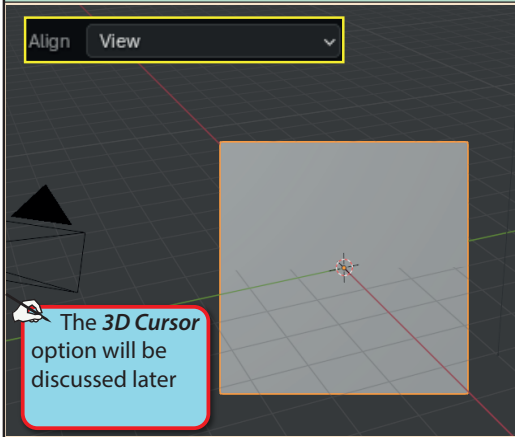 Align View
The 3D Cursor
option will be
discussed later